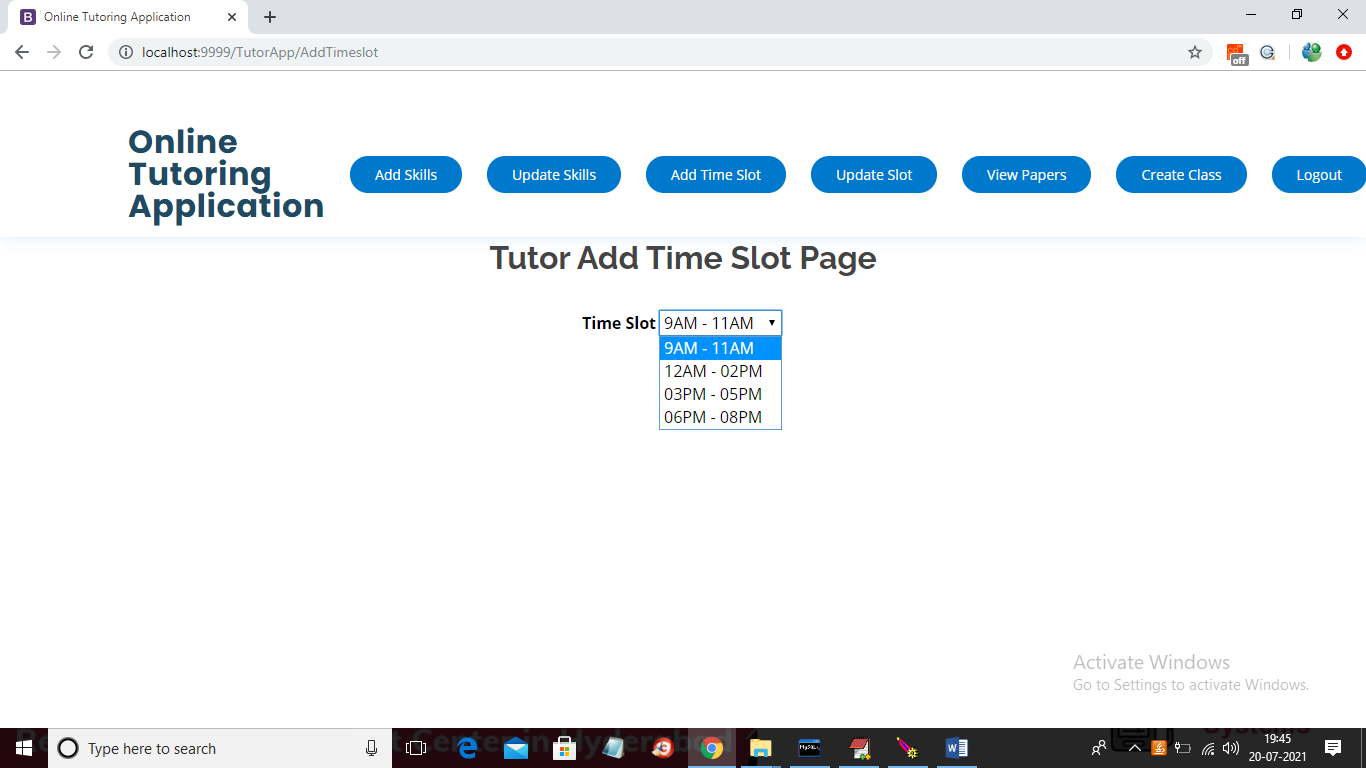 Online Tutoring Application
localhost:9999/TutorApp/AddTimeslot
off
Online
Tutoring
Application
Add Skills
Update Skills
Add Time Slot
Update Slot
View Papers
Create Class
Logout
Tutor Add Time Slot Page
Time Slot 9AM - 11AM
9AM - 11AM
12AM - 02PM
03PM - 05PM
06PM - 08PM
Activate Windows
Go to Settings to activate Windows.
Type here to search
MySQL
19:45
20-07-2021